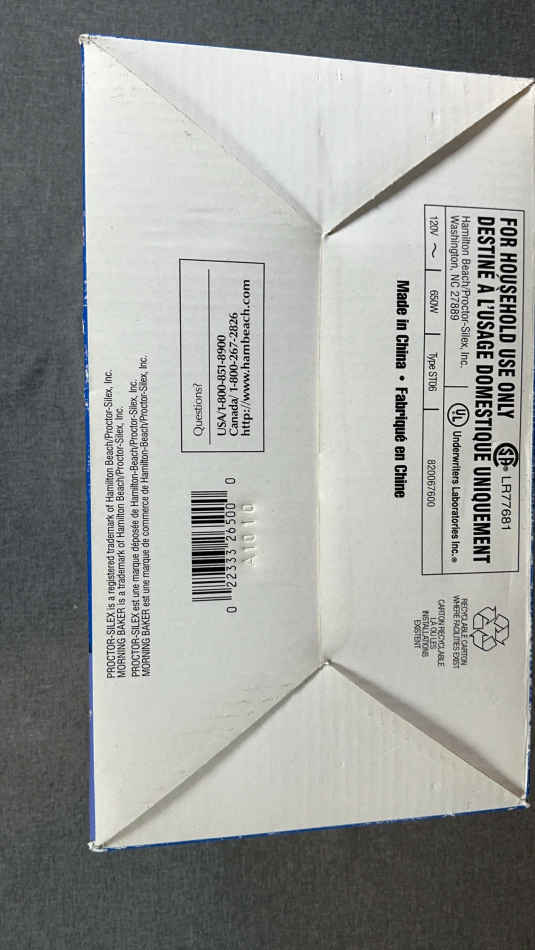 FOR HOUSEHOLD USE ONLY
DESTINÉ À L'USAGE DOMESTIQUE UNIQUEMENT
Hamilton Beach/Proctor-Silex, Inc.
Washington, NC 27889
SA® LR77681
UL Underwriters Laboratories Inc.®
120V ~ 650W Type ST06 820067600
Made in China • Fabriqué en Chine
RECYCLABLE CARTON
WHERE FACILITIES EXIST
CARTON RECYCLABLE
LÀ OÙ LES
INSTALLATIONS
EXISTENT
Questions?
USA/1-800-851-8900
Canada/ 1-800-267-2826
http://www.hambeach.com
0 22333 26500 0
A1010
PROCTOR-SILEX is a registered trademark of Hamilton Beach/Proctor-Silex, Inc.
MORNING BAKER is a trademark of Hamilton Beach/Proctor-Silex, Inc.
PROCTOR-SILEX est une marque déposée de Hamilton-Beach/Proctor-Silex, Inc.
MORNING BAKER est une marque de commerce de Hamilton-Beach/Proctor-Silex, Inc.